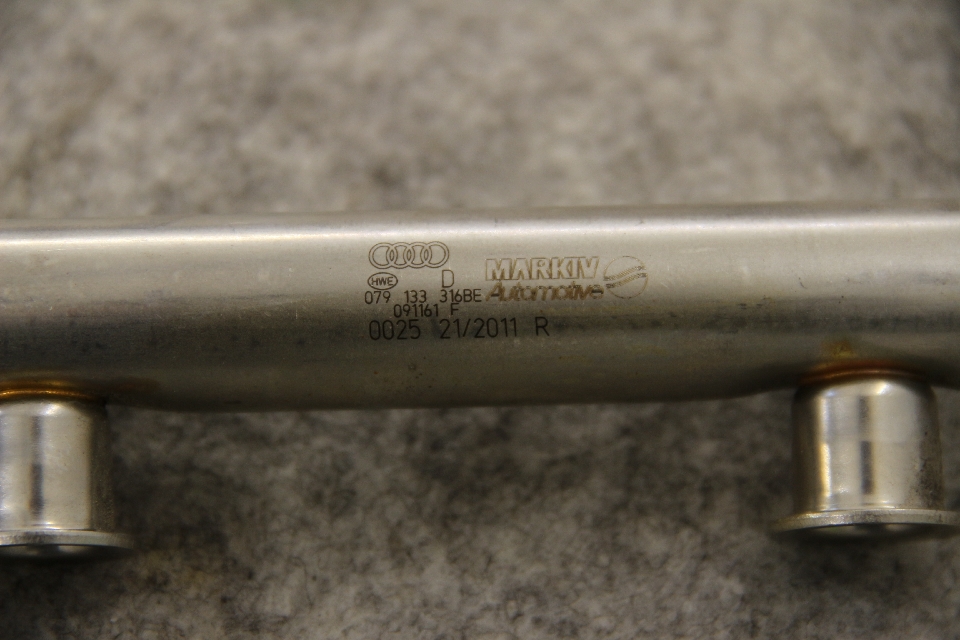 HWE D
079 133 316BE
091161 F
0025 21/2011 R
MARKIV
Automotive